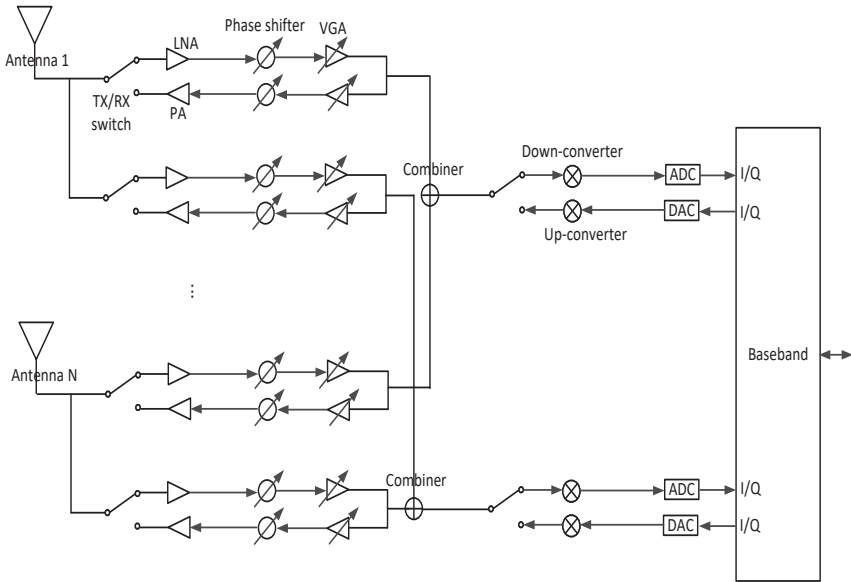 Phase shifter
VGA
LNA
Antenna 1
TX/RX
switch
PA
Combiner
Down-converter
ADC
I/Q
DAC
I/Q
Up-converter
⋮
Antenna N
Baseband
Combiner
ADC
I/Q
DAC
I/Q